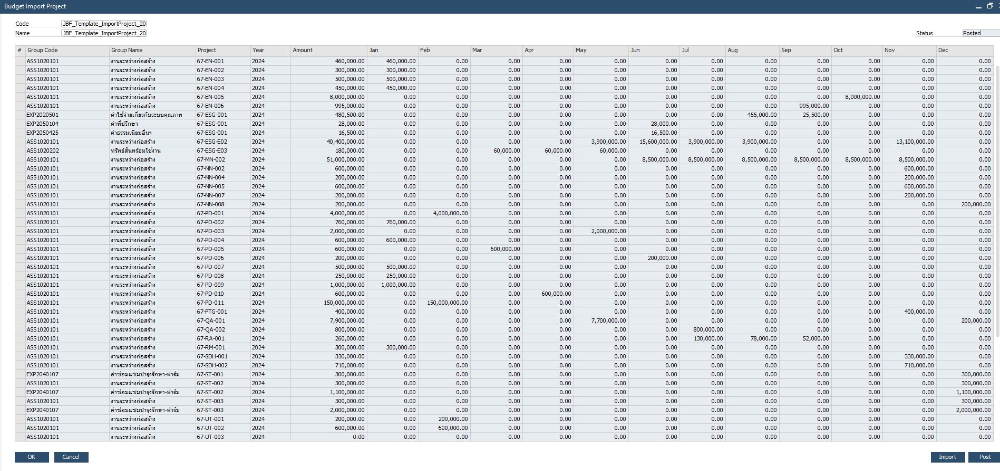 Budget Import Project
Code JBF_Template_ImportProject_20
Name JBF_Template_ImportProject_20
Status Posted
# Group Code Group Name Project Year Amount Jan Feb Mar Apr May Jun Jul Aug Sep Oct Nov Dec
ASS1020101 งานระหว่างก่อสร้าง 67-EN-001 2024 460,000.00 460,000.00 0.00 0.00 0.00 0.00 0.00 0.00 0.00 0.00 0.00 0.00 0.00
ASS1020101 งานระหว่างก่อสร้าง 67-EN-002 2024 300,000.00 300,000.00 0.00 0.00 0.00 0.00 0.00 0.00 0.00 0.00 0.00 0.00 0.00
ASS1020101 งานระหว่างก่อสร้าง 67-EN-003 2024 500,000.00 500,000.00 0.00 0.00 0.00 0.00 0.00 0.00 0.00 0.00 0.00 0.00 0.00
ASS1020101 งานระหว่างก่อสร้าง 67-EN-004 2024 450,000.00 450,000.00 0.00 0.00 0.00 0.00 0.00 0.00 0.00 0.00 0.00 0.00 0.00
ASS1020101 งานระหว่างก่อสร้าง 67-EN-005 2024 8,000,000.00 0.00 0.00 0.00 0.00 0.00 0.00 0.00 0.00 0.00 8,000,000.00 0.00 0.00
ASS1020101 งานระหว่างก่อสร้าง 67-EN-006 2024 995,000.00 0.00 0.00 0.00 0.00 0.00 0.00 0.00 0.00 995,000.00 0.00 0.00 0.00
EXP2020501 ค่าใช้จ่ายเกี่ยวกับระบบคุณภาพ 67-ESG-001 2024 480,500.00 0.00 0.00 0.00 0.00 0.00 0.00 0.00 455,000.00 25,500.00 0.00 0.00 0.00
EXP2050104 ค่าที่ปรึกษา 67-ESG-001 2024 28,000.00 0.00 0.00 0.00 0.00 0.00 28,000.00 0.00 0.00 0.00 0.00 0.00 0.00
EXP2050425 ค่าธรรมเนียมอื่นๆ 67-ESG-001 2024 16,500.00 0.00 0.00 0.00 0.00 0.00 16,500.00 0.00 0.00 0.00 0.00 0.00 0.00
ASS1020101 งานระหว่างก่อสร้าง 67-ESG-E02 2024 40,400,000.00 0.00 0.00 0.00 0.00 3,900,000.00 15,600,000.00 3,900,000.00 3,900,000.00 0.00 0.00 13,100,000.00 0.00
ASS1020202 ทรัพย์สินพร้อมใช้งาน 67-ESG-E03 2024 180,000.00 0.00 0.00 60,000.00 60,000.00 60,000.00 0.00 0.00 0.00 0.00 0.00 0.00 0.00
ASS1020101 งานระหว่างก่อสร้าง 67-MN-002 2024 51,000,000.00 0.00 0.00 0.00 0.00 0.00 8,500,000.00 8,500,000.00 8,500,000.00 8,500,000.00 8,500,000.00 8,500,000.00 0.00
ASS1020101 งานระหว่างก่อสร้าง 67-NN-002 2024 600,000.00 0.00 0.00 0.00 0.00 0.00 0.00 0.00 0.00 0.00 0.00 600,000.00 0.00
ASS1020101 งานระหว่างก่อสร้าง 67-NN-004 2024 200,000.00 0.00 0.00 0.00 0.00 0.00 0.00 0.00 0.00 0.00 0.00 200,000.00 0.00
ASS1020101 งานระหว่างก่อสร้าง 67-NN-005 2024 600,000.00 0.00 0.00 0.00 0.00 0.00 0.00 0.00 0.00 0.00 0.00 600,000.00 0.00
ASS1020101 งานระหว่างก่อสร้าง 67-NN-007 2024 200,000.00 0.00 0.00 0.00 0.00 0.00 0.00 0.00 0.00 0.00 0.00 200,000.00 0.00
ASS1020101 งานระหว่างก่อสร้าง 67-NN-008 2024 200,000.00 0.00 0.00 0.00 0.00 0.00 0.00 0.00 0.00 0.00 0.00 0.00 200,000.00
ASS1020101 งานระหว่างก่อสร้าง 67-PD-001 2024 4,000,000.00 0.00 4,000,000.00 0.00 0.00 0.00 0.00 0.00 0.00 0.00 0.00 0.00 0.00
ASS1020101 งานระหว่างก่อสร้าง 67-PD-002 2024 760,000.00 760,000.00 0.00 0.00 0.00 0.00 0.00 0.00 0.00 0.00 0.00 0.00 0.00
ASS1020101 งานระหว่างก่อสร้าง 67-PD-003 2024 2,000,000.00 0.00 0.00 0.00 0.00 2,000,000.00 0.00 0.00 0.00 0.00 0.00 0.00 0.00
ASS1020101 งานระหว่างก่อสร้าง 67-PD-004 2024 600,000.00 600,000.00 0.00 0.00 0.00 0.00 0.00 0.00 0.00 0.00 0.00 0.00 0.00
ASS1020101 งานระหว่างก่อสร้าง 67-PD-005 2024 600,000.00 0.00 0.00 600,000.00 0.00 0.00 0.00 0.00 0.00 0.00 0.00 0.00 0.00
ASS1020101 งานระหว่างก่อสร้าง 67-PD-006 2024 200,000.00 0.00 0.00 0.00 0.00 0.00 200,000.00 0.00 0.00 0.00 0.00 0.00 0.00
ASS1020101 งานระหว่างก่อสร้าง 67-PD-007 2024 500,000.00 500,000.00 0.00 0.00 0.00 0.00 0.00 0.00 0.00 0.00 0.00 0.00 0.00
ASS1020101 งานระหว่างก่อสร้าง 67-PD-008 2024 250,000.00 250,000.00 0.00 0.00 0.00 0.00 0.00 0.00 0.00 0.00 0.00 0.00 0.00
ASS1020101 งานระหว่างก่อสร้าง 67-PD-009 2024 1,000,000.00 1,000,000.00 0.00 0.00 0.00 0.00 0.00 0.00 0.00 0.00 0.00 0.00 0.00
ASS1020101 งานระหว่างก่อสร้าง 67-PD-010 2024 600,000.00 0.00 0.00 0.00 600,000.00 0.00 0.00 0.00 0.00 0.00 0.00 0.00 0.00
ASS1020101 งานระหว่างก่อสร้าง 67-PD-011 2024 150,000,000.00 0.00 150,000,000.00 0.00 0.00 0.00 0.00 0.00 0.00 0.00 0.00 0.00 0.00
ASS1020101 งานระหว่างก่อสร้าง 67-PTG-001 2024 400,000.00 0.00 0.00 0.00 0.00 0.00 0.00 0.00 0.00 0.00 0.00 400,000.00 0.00
ASS1020101 งานระหว่างก่อสร้าง 67-QA-001 2024 7,900,000.00 0.00 0.00 0.00 0.00 7,700,000.00 0.00 0.00 0.00 0.00 0.00 0.00 200,000.00
ASS1020101 งานระหว่างก่อสร้าง 67-QA-002 2024 800,000.00 0.00 0.00 0.00 0.00 0.00 0.00 800,000.00 0.00 0.00 0.00 0.00 0.00
ASS1020101 งานระหว่างก่อสร้าง 67-RA-001 2024 260,000.00 0.00 0.00 0.00 0.00 0.00 0.00 130,000.00 78,000.00 52,000.00 0.00 0.00 0.00
ASS1020101 งานระหว่างก่อสร้าง 67-RM-001 2024 300,000.00 300,000.00 0.00 0.00 0.00 0.00 0.00 0.00 0.00 0.00 0.00 0.00 0.00
ASS1020101 งานระหว่างก่อสร้าง 67-SDH-001 2024 330,000.00 0.00 0.00 0.00 0.00 0.00 0.00 0.00 0.00 0.00 0.00 330,000.00 0.00
ASS1020101 งานระหว่างก่อสร้าง 67-SDH-002 2024 710,000.00 0.00 0.00 0.00 0.00 0.00 0.00 0.00 0.00 0.00 0.00 710,000.00 0.00
EXP2040107 ค่าซ่อมแซมบำรุงรักษา-ฟาร์ม 67-ST-001 2024 300,000.00 0.00 0.00 0.00 0.00 0.00 0.00 0.00 0.00 0.00 0.00 0.00 300,000.00
ASS1020101 งานระหว่างก่อสร้าง 67-ST-002 2024 300,000.00 0.00 0.00 0.00 0.00 0.00 0.00 0.00 0.00 0.00 0.00 0.00 300,000.00
EXP2040107 ค่าซ่อมแซมบำรุงรักษา-ฟาร์ม 67-ST-002 2024 1,100,000.00 0.00 0.00 0.00 0.00 0.00 0.00 0.00 0.00 0.00 0.00 0.00 1,100,000.00
ASS1020101 งานระหว่างก่อสร้าง 67-ST-003 2024 300,000.00 0.00 0.00 0.00 0.00 0.00 0.00 0.00 0.00 0.00 0.00 0.00 300,000.00
EXP2040107 ค่าซ่อมแซมบำรุงรักษา-ฟาร์ม 67-ST-003 2024 2,000,000.00 0.00 0.00 0.00 0.00 0.00 0.00 0.00 0.00 0.00 0.00 0.00 2,000,000.00
ASS1020101 งานระหว่างก่อสร้าง 67-UT-001 2024 200,000.00 0.00 200,000.00 0.00 0.00 0.00 0.00 0.00 0.00 0.00 0.00 0.00 0.00
ASS1020101 งานระหว่างก่อสร้าง 67-UT-002 2024 600,000.00 0.00 600,000.00 0.00 0.00 0.00 0.00 0.00 0.00 0.00 0.00 0.00 0.00
ASS1020101 งานระหว่างก่อสร้าง 67-UT-003 2024 0.00 0.00 0.00 0.00 0.00 0.00 0.00 0.00 0.00 0.00 0.00 0.00 0.00
OK Cancel Import Post